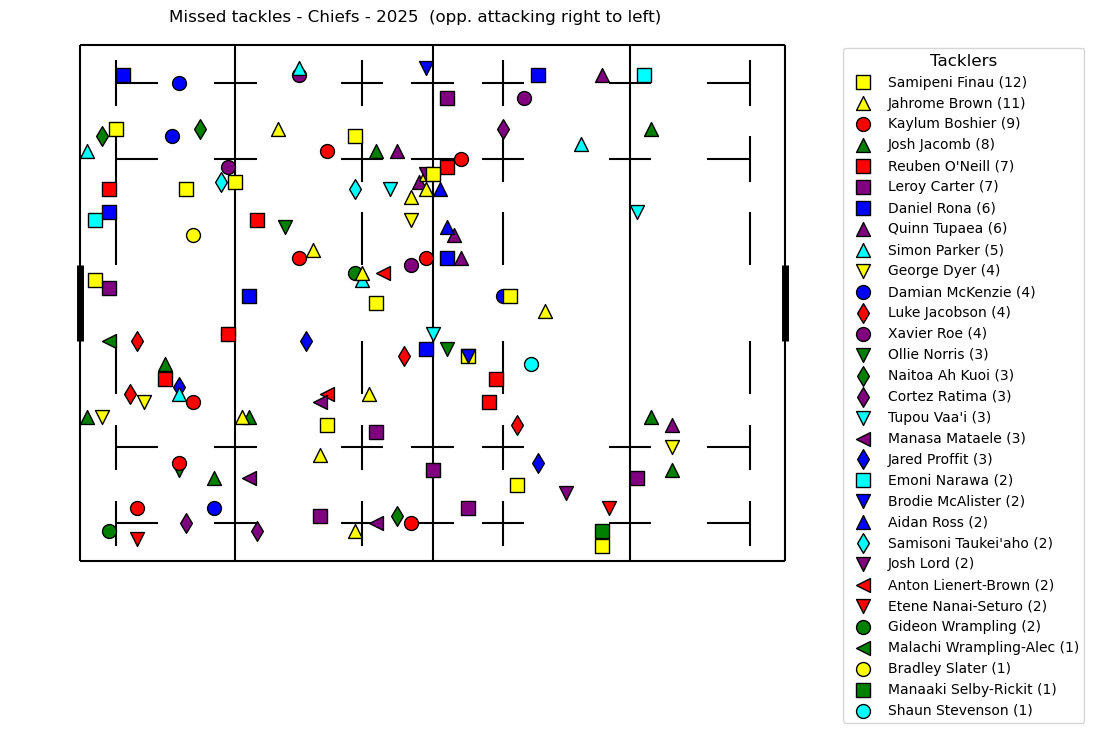 Missed tackles - Chiefs - 2025  (opp. attacking right to left)
Tacklers
Samipeni Finau (12)
Jahrome Brown (11)
Kaylum Boshier (9)
Josh Jacomb (8)
Reuben O'Neill (7)
Leroy Carter (7)
Daniel Rona (6)
Quinn Tupaea (6)
Simon Parker (5)
George Dyer (4)
Damian McKenzie (4)
Luke Jacobson (4)
Xavier Roe (4)
Ollie Norris (3)
Naitoa Ah Kuoi (3)
Cortez Ratima (3)
Tupou Vaa'i (3)
Manasa Mataele (3)
Jared Proffit (3)
Emoni Narawa (2)
Brodie McAlister (2)
Aidan Ross (2)
Samisoni Taukei'aho (2)
Josh Lord (2)
Anton Lienert-Brown (2)
Etene Nanai-Seturo (2)
Gideon Wrampling (2)
Malachi Wrampling-Alec (1)
Bradley Slater (1)
Manaaki Selby-Rickit (1)
Shaun Stevenson (1)